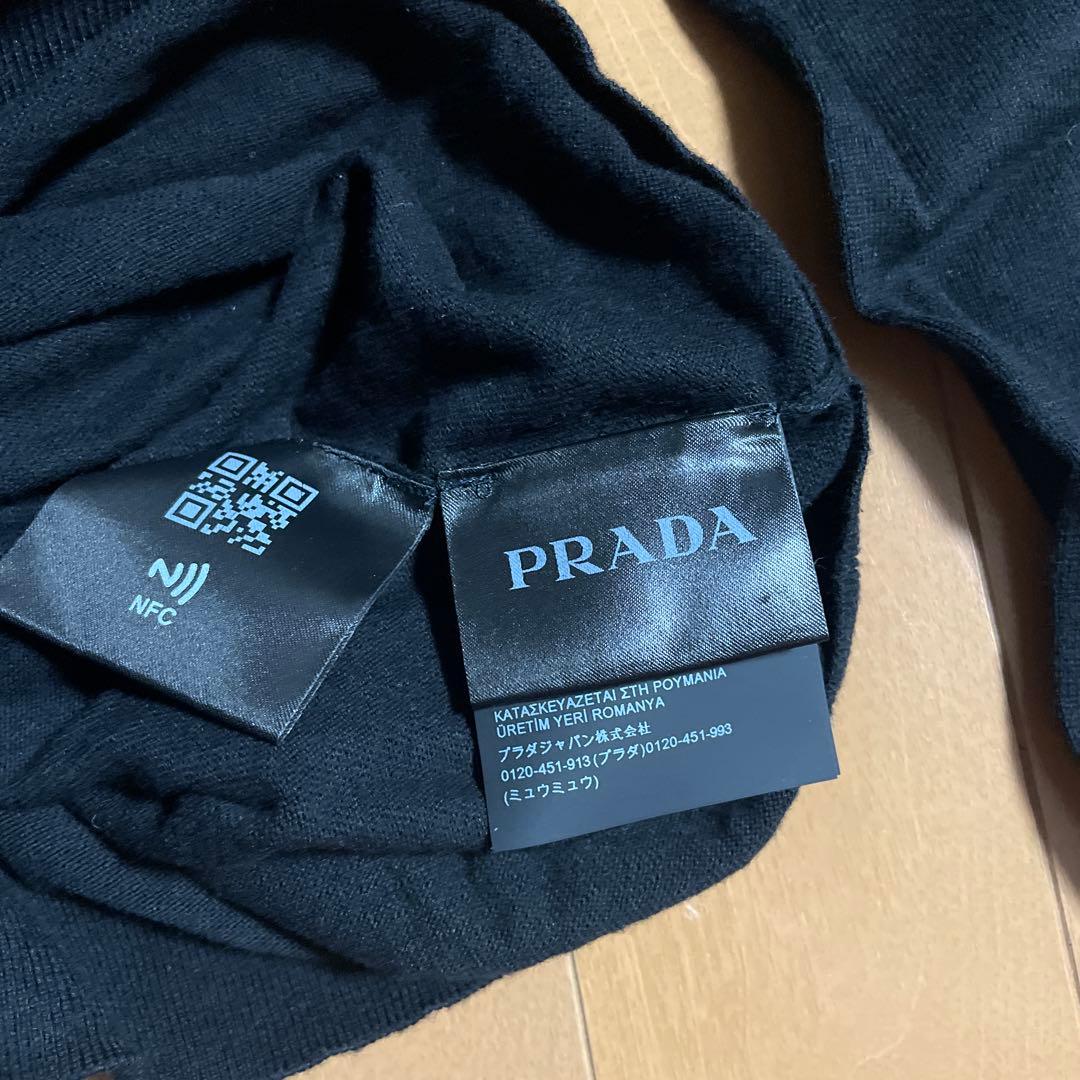 NFC
PRADA
ΚΑΤΑΣΚΕΥΑΖΕΤΑΙ ΣΤΗ ΡΟΥΜΑΝΙΑ
ÜRETİM YERİ ROMANYA
プラダジャパン株式会社
0120-451-913 (プラダ)0120-451-993
(ミュウミュウ)